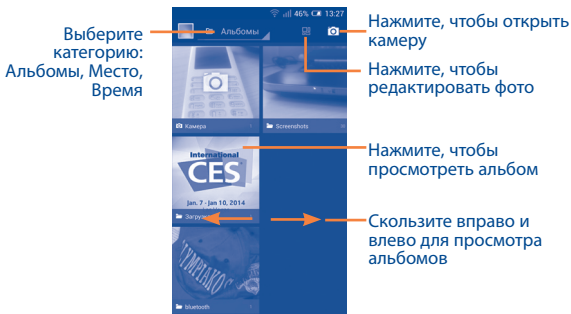 Выберите
категорию:
Альбомы, Место,
Время
46% 13:27
Альбомы
Нажмите, чтобы открыть
камеру
Нажмите, чтобы
редактировать фото
Камера
Screenshots
Нажмите, чтобы
просмотреть альбом
International
CES
Jan. 7 - Jan 10, 2014
Скользите вправо и
влево для просмотра
альбомов
bluetooth